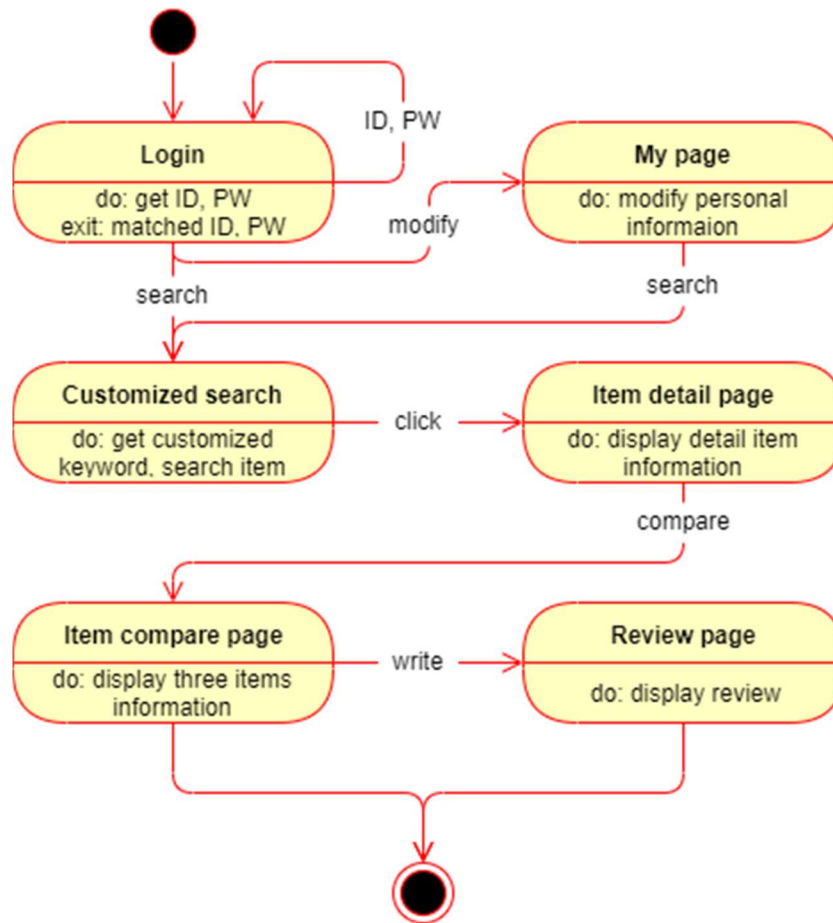 ID, PW
Login
do: get ID, PW
exit: matched ID, PW
My page
do: modify personal
informaion
modify
search
search
Customized search
do: get customized
keyword, search item
click
Item detail page
do: display detail item
information
compare
Item compare page
do: display three items
information
write
Review page
do: display review